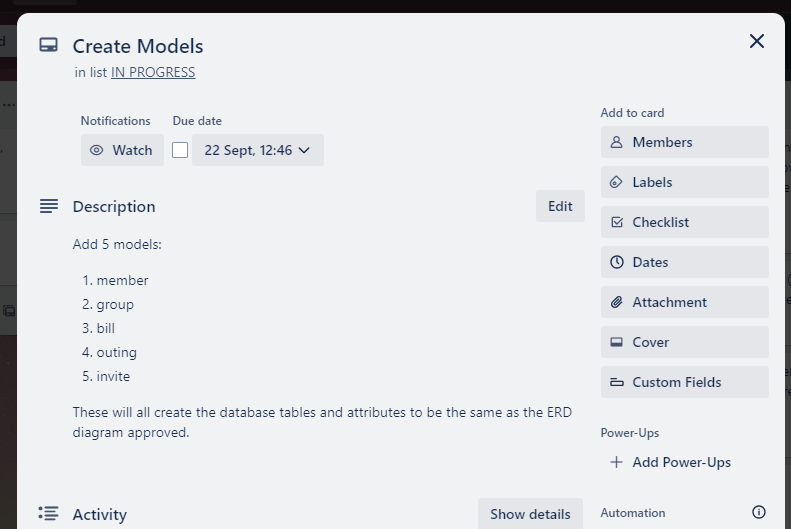 Create Models
in list IN PROGRESS
Notifications
Due date
Watch
22 Sept, 12:46
Description
Edit
Add 5 models:
1. member
2. group
3. bill
4. outing
5. invite
These will all create the database tables and attributes to be the same as the ERD
diagram approved.
Activity
Show details
Add to card
Members
Labels
Checklist
Dates
Attachment
Cover
Custom Fields
Power-Ups
Add Power-Ups
Automation